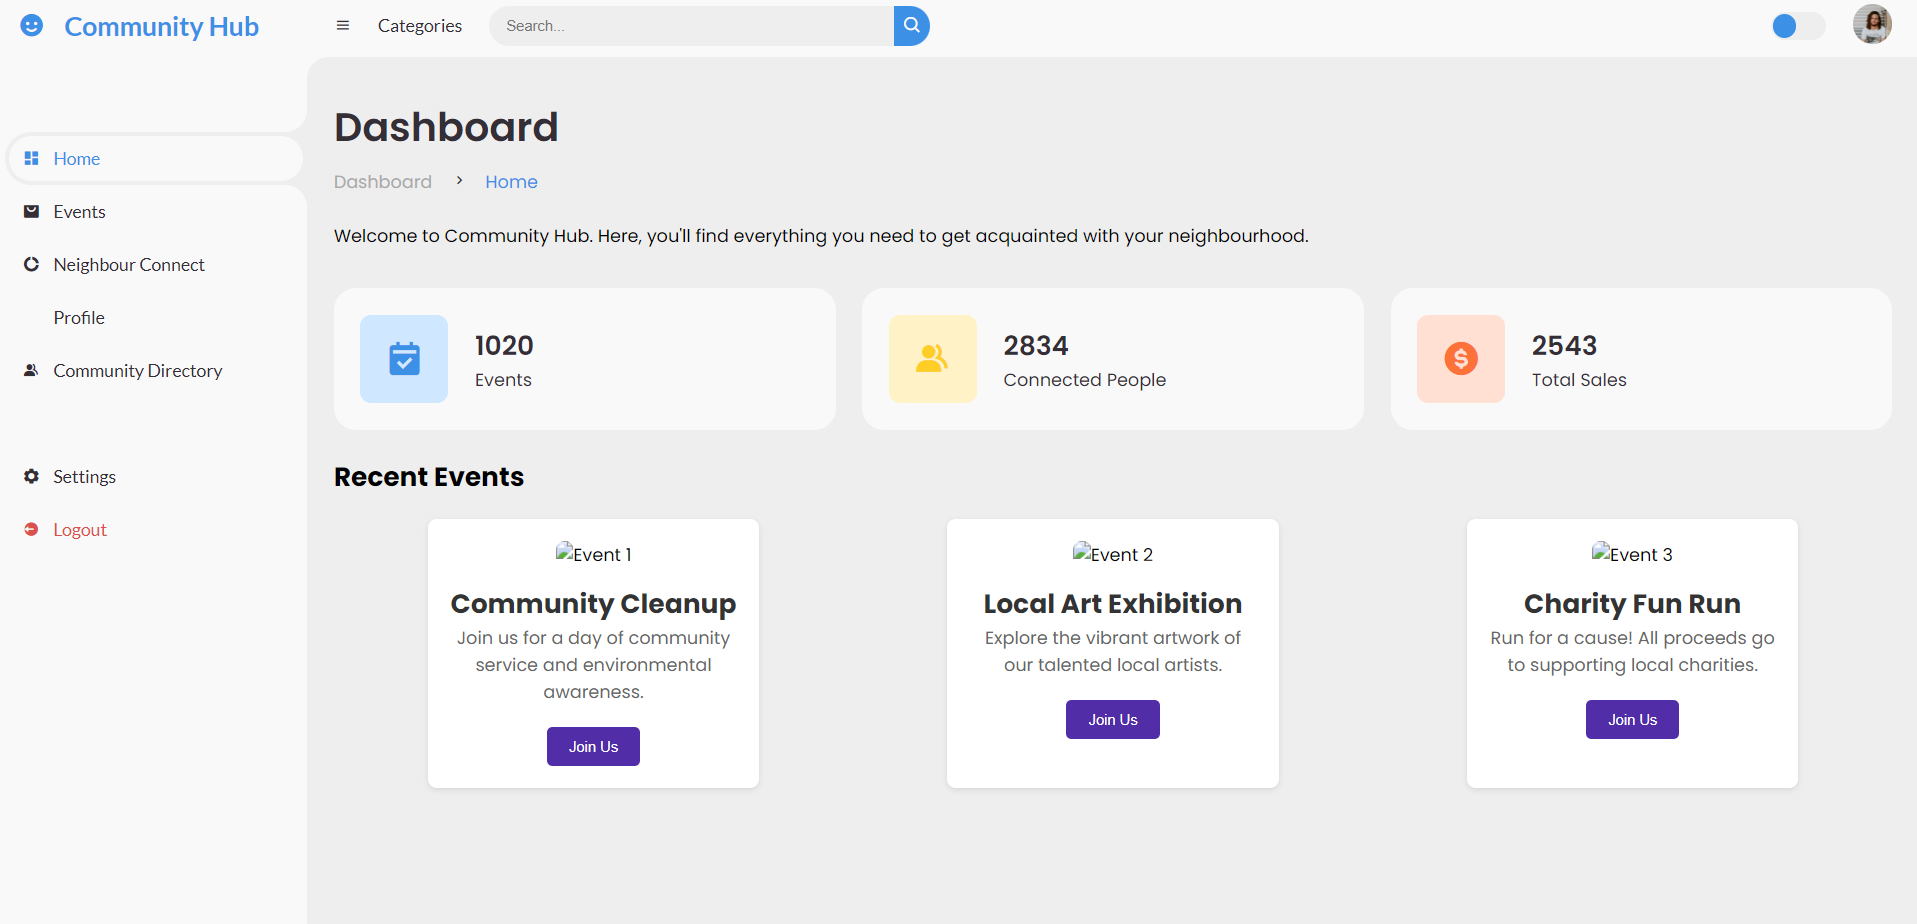 Community Hub
Categories
Search...
Home
Events
Neighbour Connect
Profile
Community Directory
Settings
Logout
Dashboard
Dashboard
Home
Welcome to Community Hub. Here, you'll find everything you need to get acquainted with your neighbourhood.
1020
Events
2834
Connected People
2543
Total Sales
Recent Events
Event 1
Community Cleanup
Join us for a day of community
service and environmental
awareness.
Join Us
Event 2
Local Art Exhibition
Explore the vibrant artwork of
our talented local artists.
Join Us
Event 3
Charity Fun Run
Run for a cause! All proceeds go
to supporting local charities.
Join Us